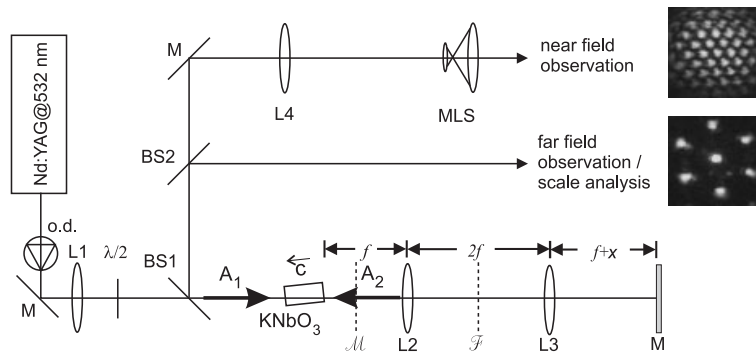 Nd:YAG@532 nm
o.d.
L1
λ/2
M
BS1
BS2
M
L4
MLS
near field
observation
far field
observation /
scale analysis
A1
c
KNbO3
A2
f
2f
f+x
ℳ
L2
ℱ
L3
M